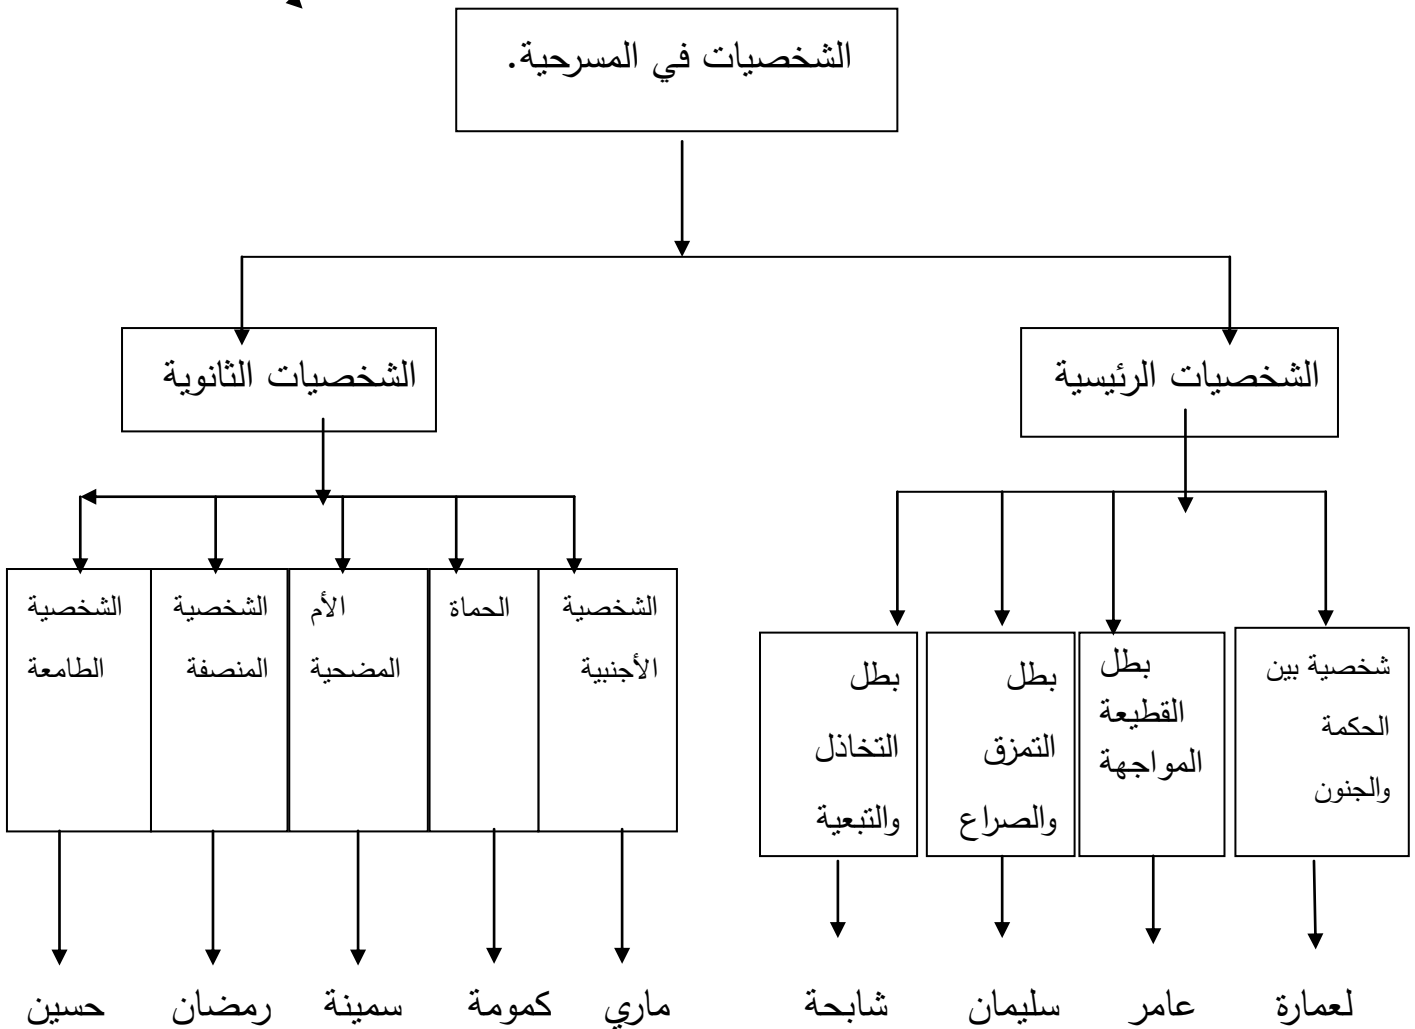 الشخصيات في المسرحية.
الشخصيات الرئيسية
الشخصيات الثانوية
شخصية بين
الحكمة
والجنون
بطل
القطيعة
المواجهة
بطل
التمزق
والصراع
بطل
التخاذل
والتبعية
الشخصية
الأجنبية
الحماة
الأم
المضحية
الشخصية
المنصفة
الشخصية
الطامعة
لعمارة
عامر
سليمان
شابحة
ماري
كمومة
سمينة
رمضان
حسين